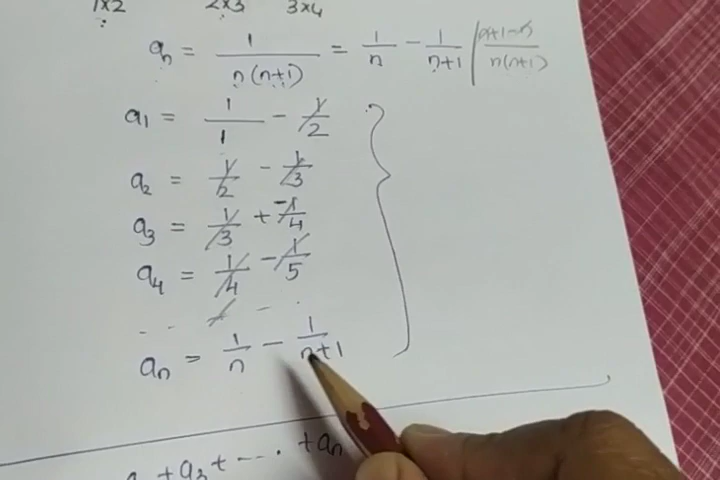 1×2 2×3 3×4
aₙ = 1/n(n+1) = 1/n - 1/n+1 | n+1-n/n(n+1)
a₁ = 1/1 - 1/2
a₂ = 1/2 - 1/3
a₃ = 1/3 + -1/4
a₄ = 1/4 - 1/5
aₙ = 1/n - 1/n+1
+ a₃ + ---- . + aₙ